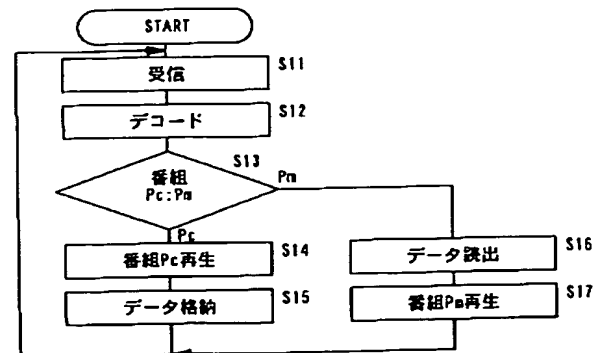 START
受信 S11
デコード S12
S13
番組
Pc:Pm
Pm
Pc
番組Pc再生 S14
データ格納 S15
データ読出 S16
番組Pm再生 S17